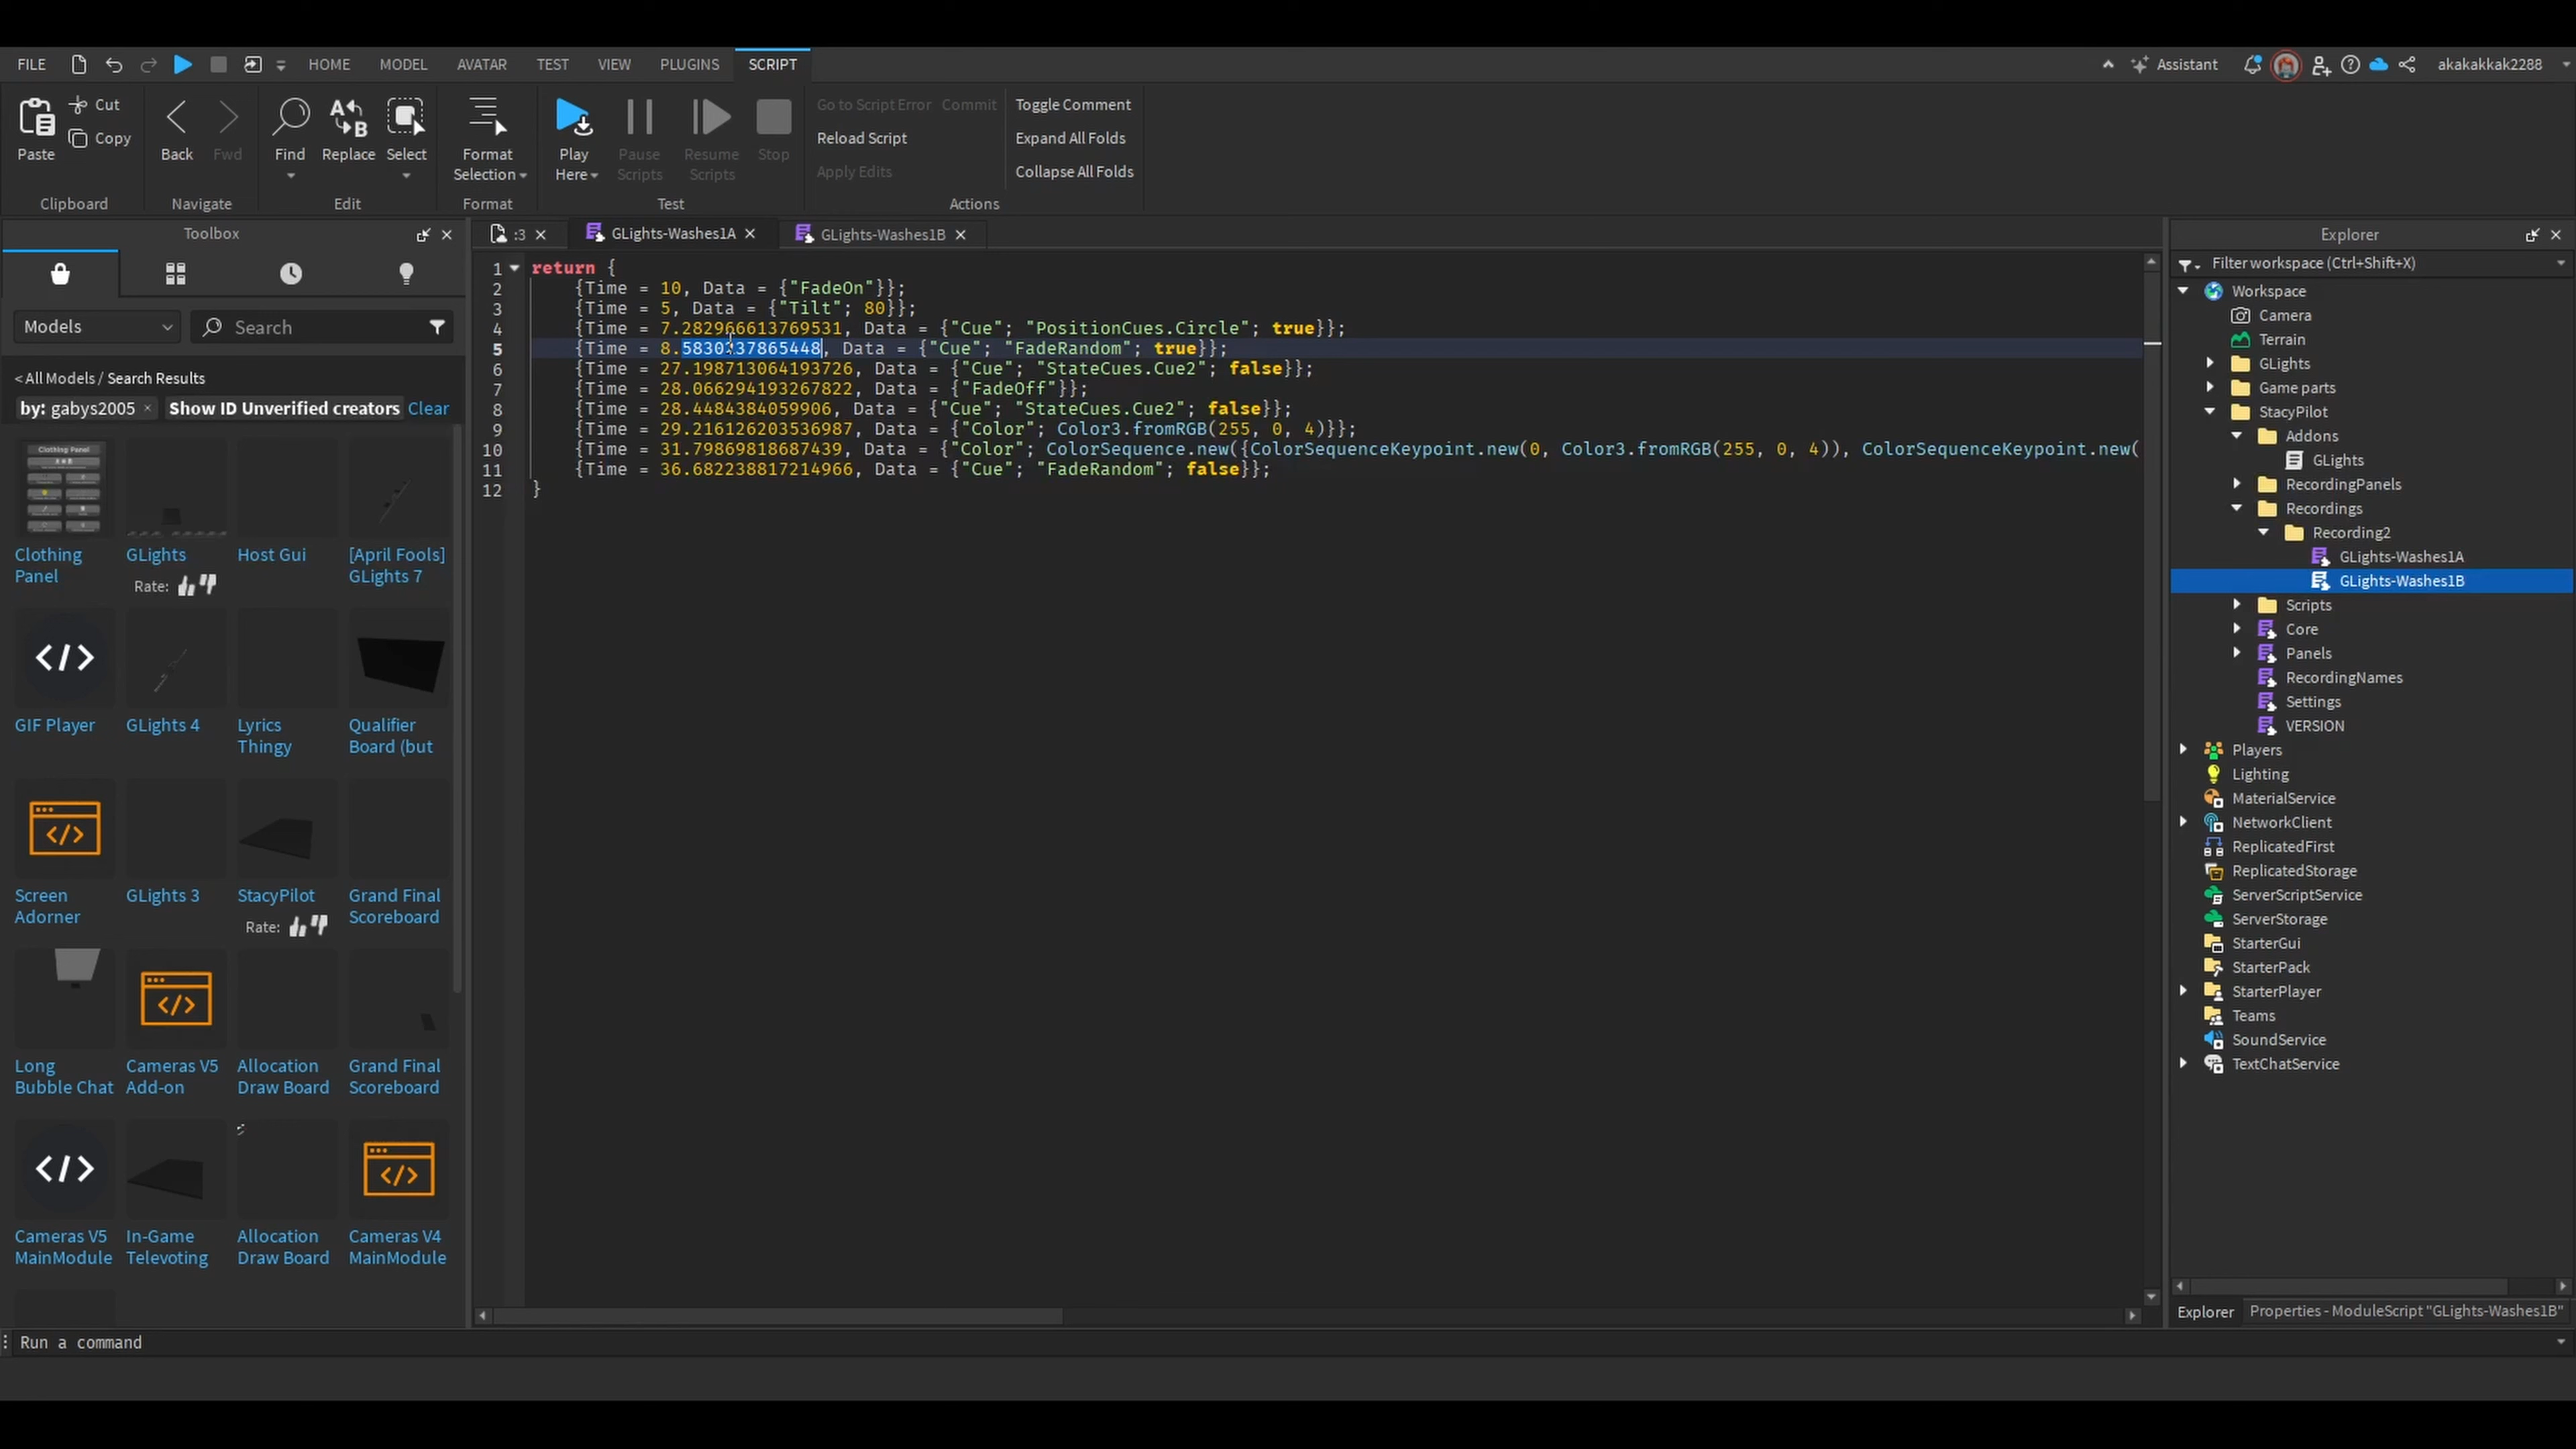 FILE HOME MODEL AVATAR TEST VIEW PLUGINS SCRIPT Assistant akakakkak2288
Paste Cut Copy Back Fwd Find Replace Select Format Selection Play Here Pause Scripts Resume Scripts Stop Go to Script Error Commit Reload Script Apply Edits Toggle Comment Expand All Folds Collapse All Folds
Clipboard Navigate Edit Format Test Actions
Toolbox
Models Search
< All Models / Search Results
by: gabys2005 × Show ID Unverified creators Clear
Clothing Panel
GLights
Rate:
Host Gui
[April Fools] GLights 7
GIF Player
GLights 4
Lyrics Thingy
Qualifier Board (but
Screen Adorner
GLights 3
StacyPilot
Rate:
Grand Final Scoreboard
Long Bubble Chat
Cameras V5 Add-on
Allocation Draw Board
Grand Final Scoreboard
Cameras V5 MainModule
In-Game Televoting
Allocation Draw Board
Cameras V4 MainModule
:3 GLights-Washes1A GLights-Washes1B
1 return {
2 {Time = 10, Data = {"FadeOn"}};
3 {Time = 5, Data = {"Tilt"; 80}};
4 {Time = 7.282966613769531, Data = {"Cue"; "PositionCues.Circle"; true}};
5 {Time = 8. Data = {"Cue"; "FadeRandom"; true}};
6 {Time = 27.198713064193726, Data = {"Cue"; "StateCues.Cue2"; false}};
7 {Time = 28.066294193267822, Data = {"FadeOff"}};
8 {Time = 28.4484384059906, Data = {"Cue"; "StateCues.Cue2"; false}};
9 {Time = 29.216126203536987, Data = {"Color"; Color3.fromRGB(255, 0, 4)}};
10 {Time = 31.79869818687439, Data = {"Color"; ColorSequence.new({ColorSequenceKeypoint.new(0, Color3.fromRGB(255, 0, 4)), ColorSequenceKeypoint.new(
11 {Time = 36.682238817214966, Data = {"Cue"; "FadeRandom"; false}};
12 }
Explorer
Filter workspace (Ctrl+Shift+X)
Workspace
Camera
Terrain
GLights
Game parts
StacyPilot
Addons
GLights
RecordingPanels
Recordings
Recording2
GLights-Washes1A
GLights-Washes1B
Scripts
Core
Panels
RecordingNames
Settings
VERSION
Players
Lighting
MaterialService
NetworkClient
ReplicatedFirst
ReplicatedStorage
ServerScriptService
ServerStorage
StarterGui
StarterPack
StarterPlayer
Teams
SoundService
TextChatService
Explorer Properties - ModuleScript "GLights-Washes1B"
Run a command